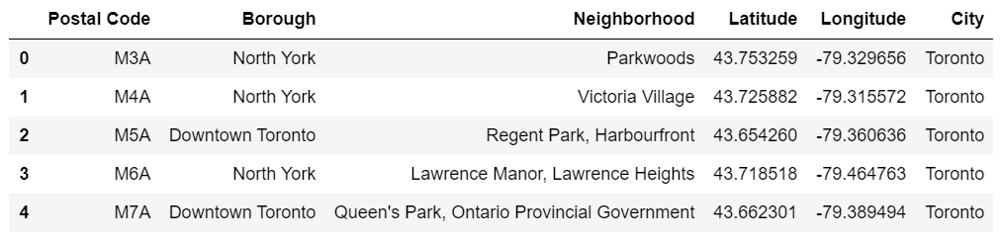 Postal Code Borough Neighborhood Latitude Longitude City
0 M3A North York Parkwoods 43.753259 -79.329656 Toronto
1 M4A North York Victoria Village 43.725882 -79.315572 Toronto
2 M5A Downtown Toronto Regent Park, Harbourfront 43.654260 -79.360636 Toronto
3 M6A North York Lawrence Manor, Lawrence Heights 43.718518 -79.464763 Toronto
4 M7A Downtown Toronto Queen's Park, Ontario Provincial Government 43.662301 -79.389494 Toronto